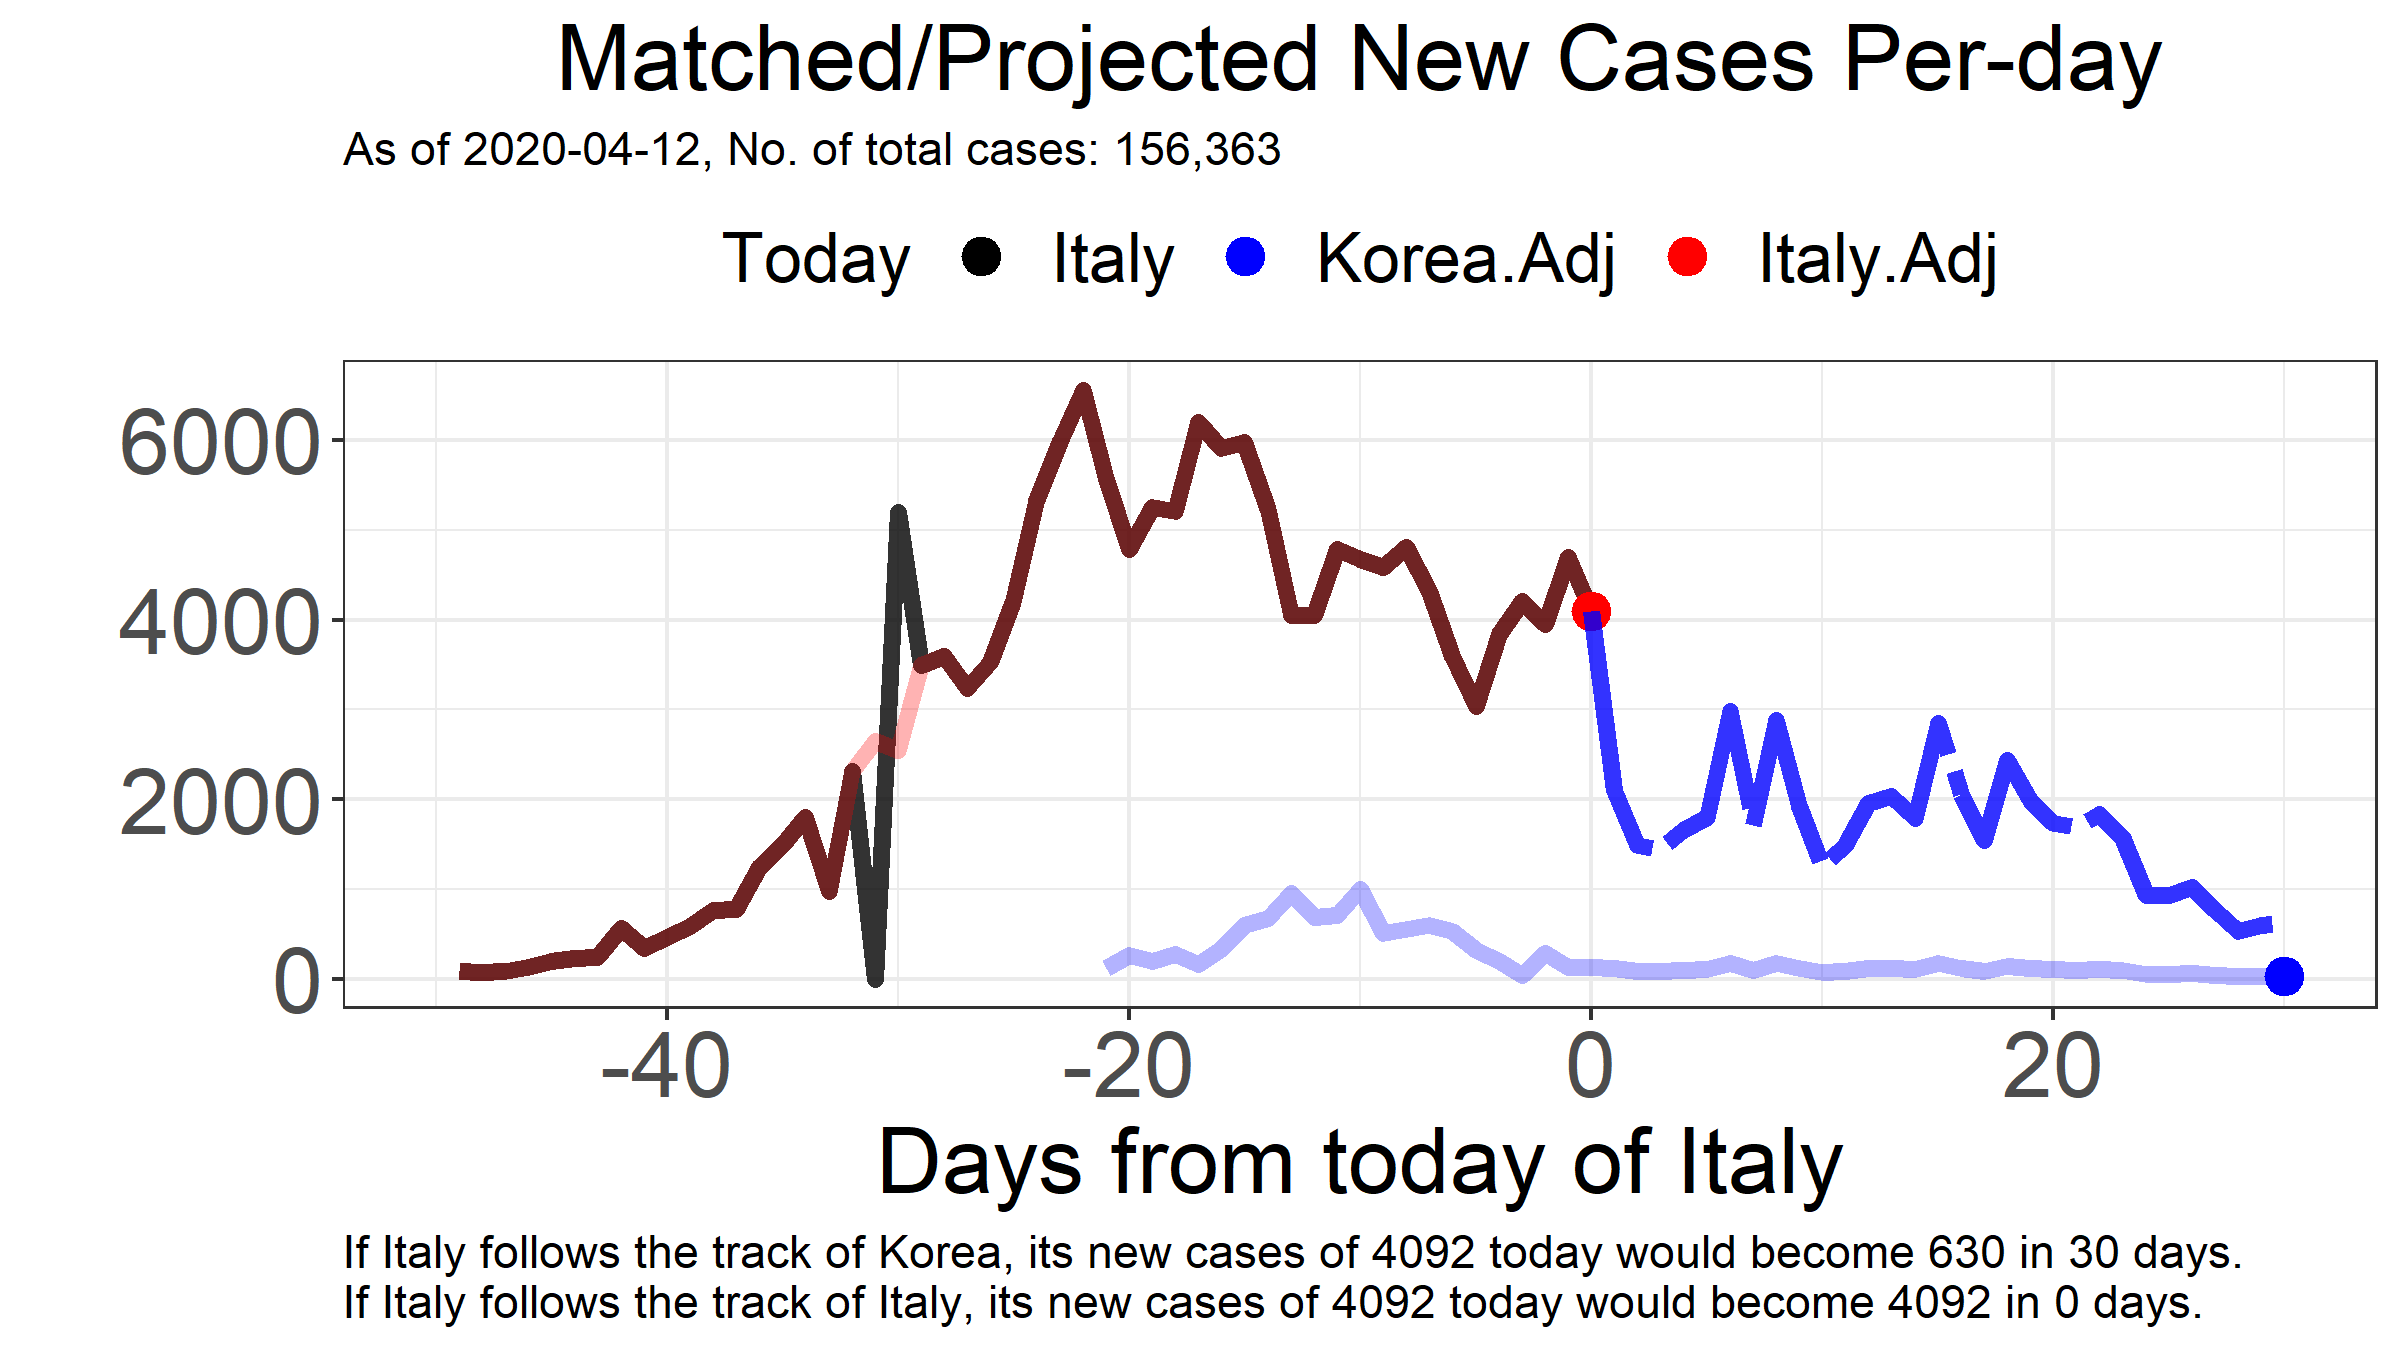 Matched/Projected New Cases Per-day
As of 2020-04-12, No. of total cases: 156,363
Today Italy Korea.Adj Italy.Adj
6000
4000
2000
0
-40 -20 0 20
Days from today of Italy
If Italy follows the track of Korea, its new cases of 4092 today would become 630 in 30 days.
If Italy follows the track of Italy, its new cases of 4092 today would become 4092 in 0 days.